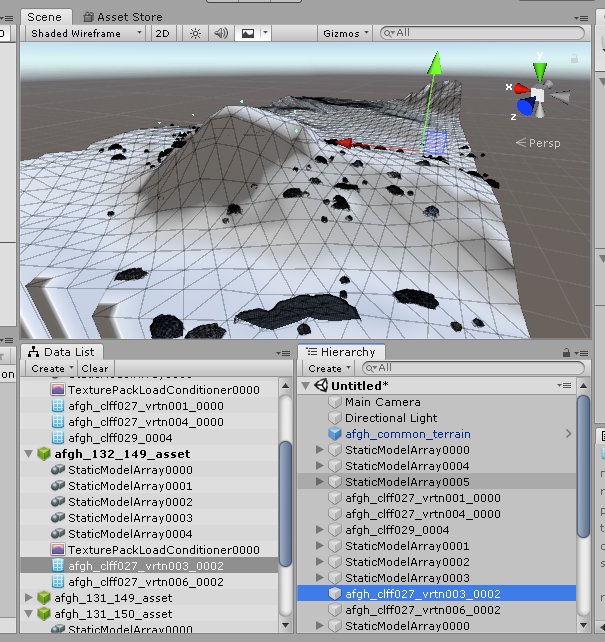 Scene Asset Store
Shaded Wireframe 2D Gizmos All
y
x
z
Persp
Data List
Create Clear
TexturePackLoadConditioner0000
afgh_clff027_vrtn001_0000
afgh_clff027_vrtn004_0000
afgh_clff029_0004
afgh_132_149_asset
StaticModelArray0000
StaticModelArray0001
StaticModelArray0002
StaticModelArray0003
StaticModelArray0004
TexturePackLoadConditioner0000
afgh_clff027_vrtn003_0002
afgh_clff027_vrtn006_0002
afgh_131_149_asset
afgh_131_150_asset
StaticModelArray0000
Hierarchy
Create All
Untitled*
Main Camera
Directional Light
afgh_common_terrain
StaticModelArray0000
StaticModelArray0004
StaticModelArray0005
afgh_clff027_vrtn001_0000
afgh_clff027_vrtn004_0000
afgh_clff029_0004
StaticModelArray0001
StaticModelArray0002
StaticModelArray0003
afgh_clff027_vrtn003_0002
afgh_clff027_vrtn006_0002
StaticModelArray0000